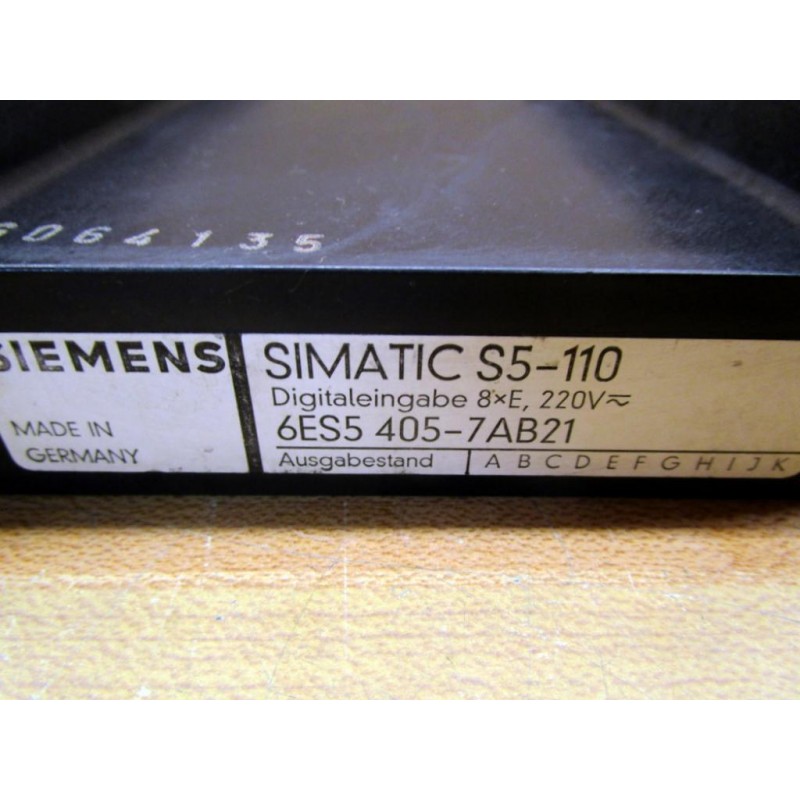 6064135
SIEMENS
MADE IN
GERMANY
SIMATIC S5-110
Digitaleingabe 8×E, 220V≂
6ES5 405-7AB21
Ausgabestand
A B C D E F G H I J K